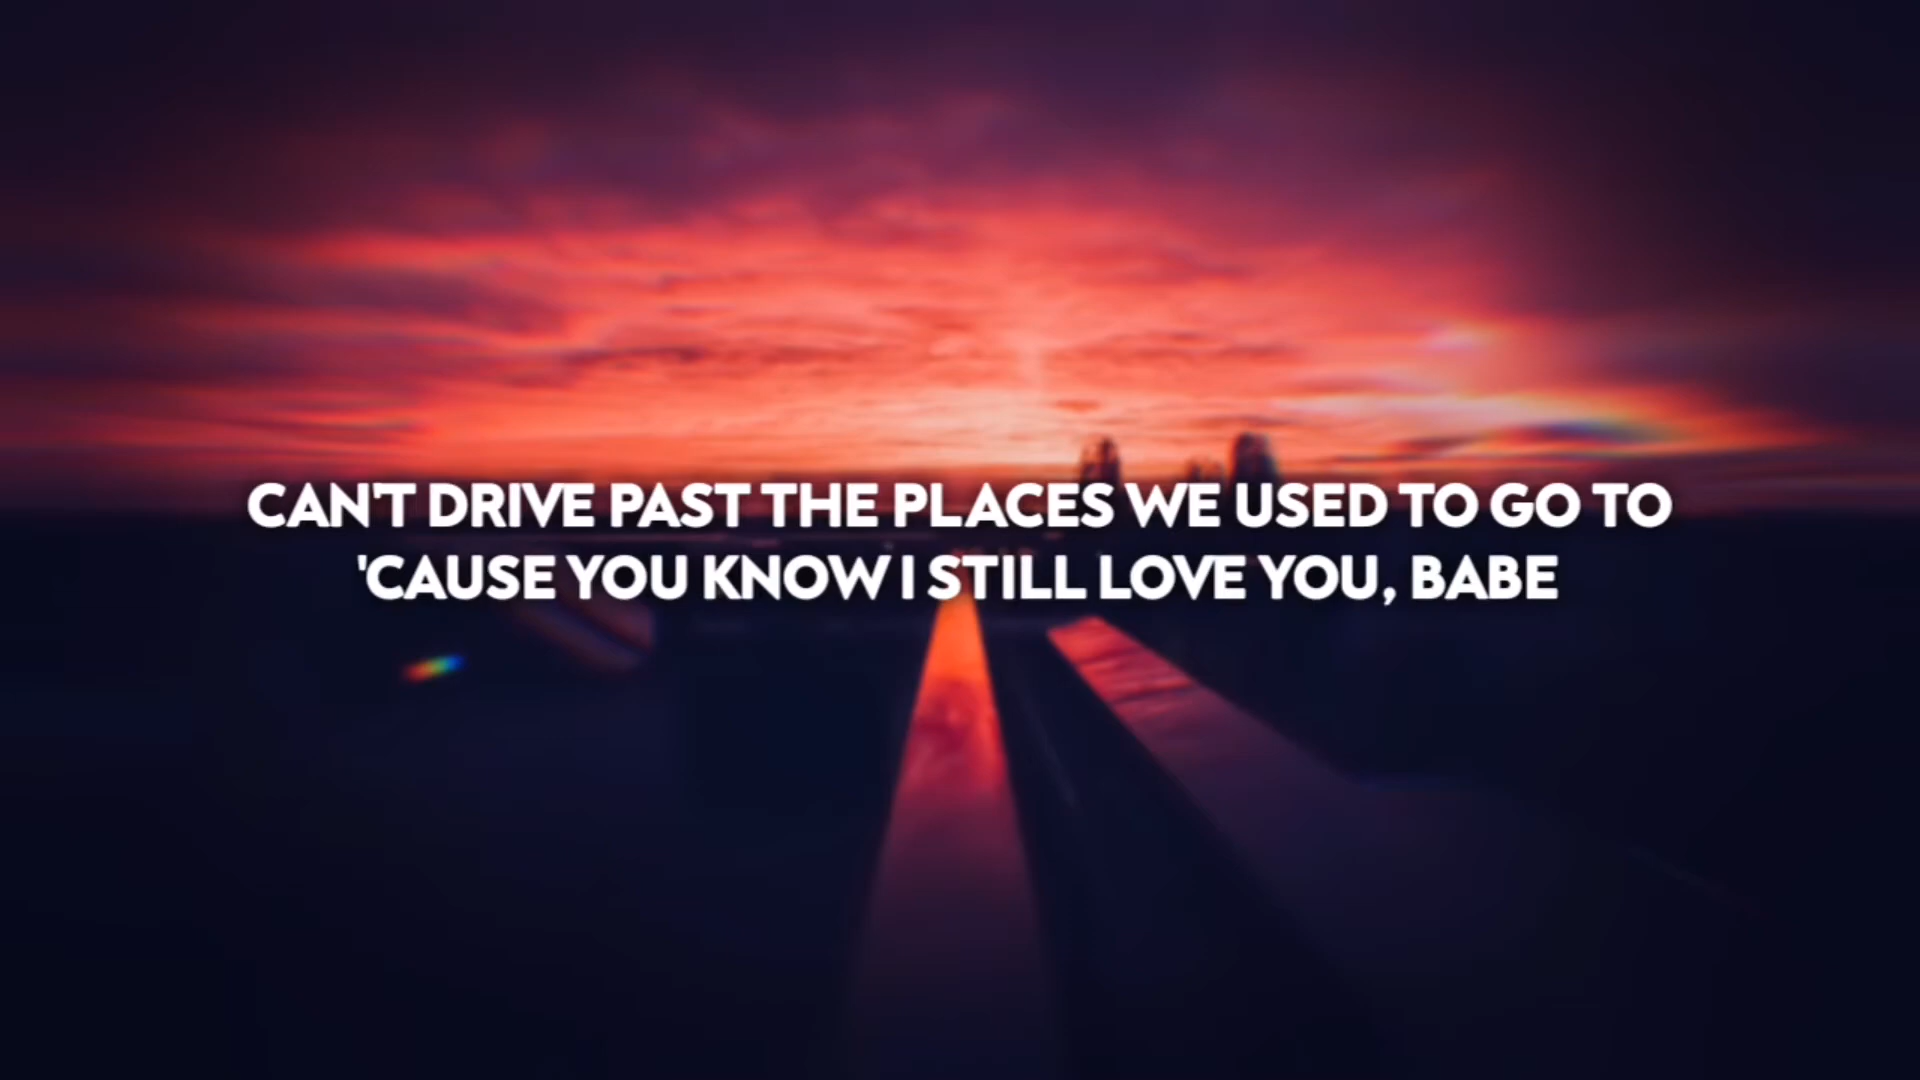 CAN'T DRIVE PAST THE PLACES WE USED TO GO TO
'CAUSE YOU KNOW I STILL LOVE YOU, BABE